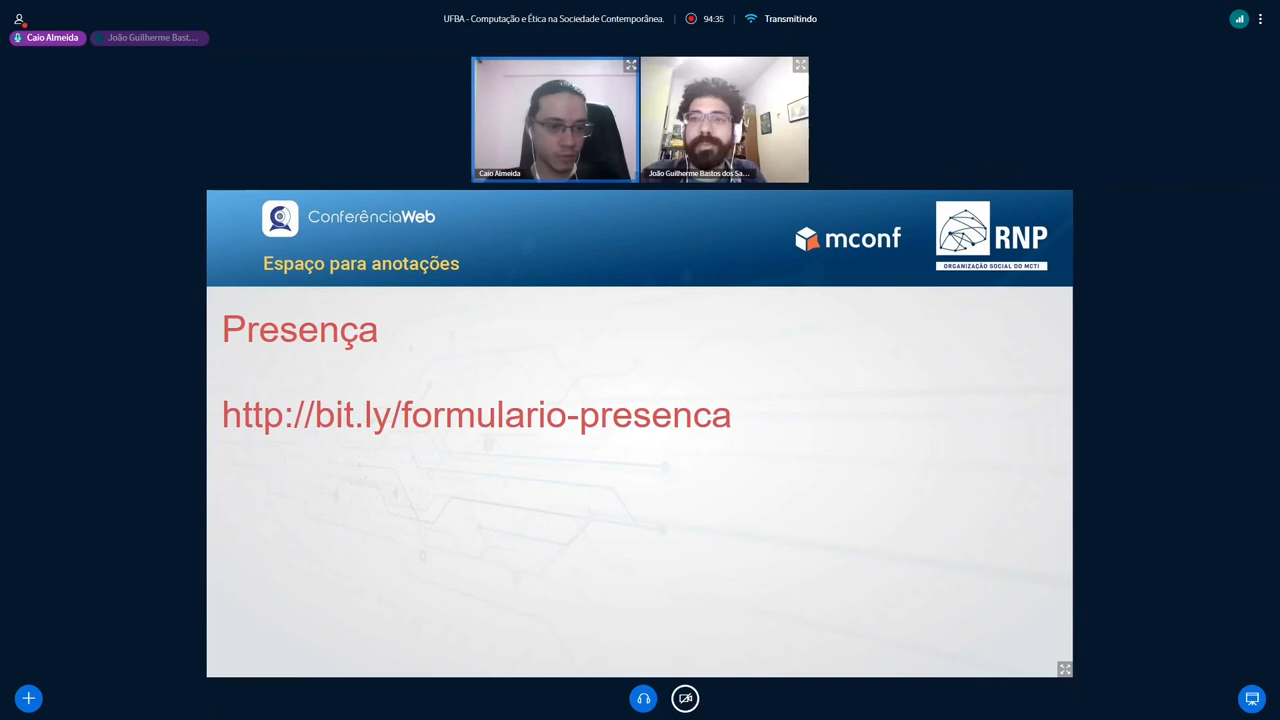 UFBA - Computação e Ética na Sociedade Contemporânea.
94:35
Transmitindo
Caio Almeida
João Guilherme Bast...
Caio Almeida
João Guilherme Bastos dos Sa...
ConferênciaWeb
Espaço para anotações
mconf
RNP
ORGANIZAÇÃO SOCIAL DO MCTI
Presença
http://bit.ly/formulario-presenca